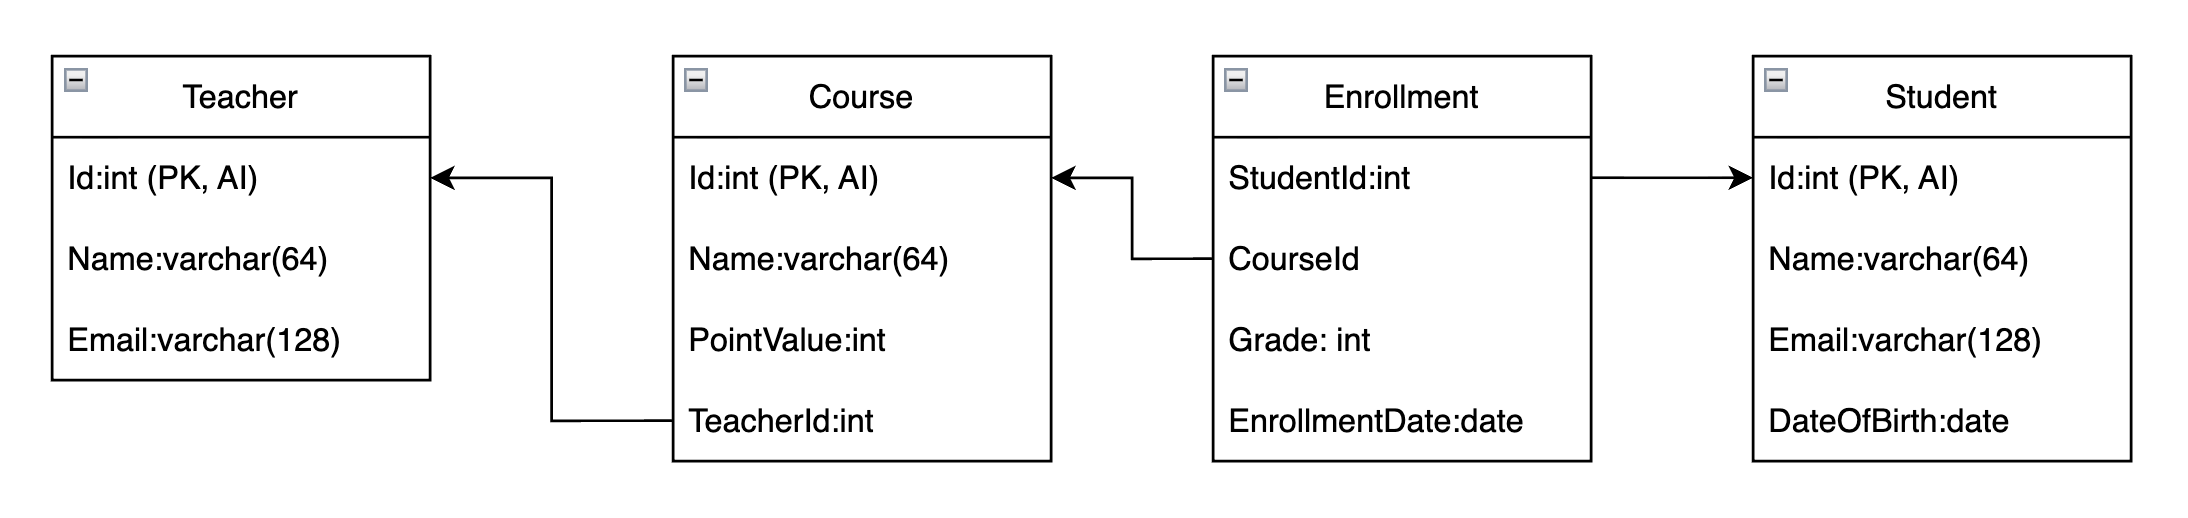 Teacher
Id:int (PK, AI)
Name:varchar(64)
Email:varchar(128)
Course
Id:int (PK, AI)
Name:varchar(64)
PointValue:int
TeacherId:int
Enrollment
StudentId:int
CourseId
Grade: int
EnrollmentDate:date
Student
Id:int (PK, AI)
Name:varchar(64)
Email:varchar(128)
DateOfBirth:date